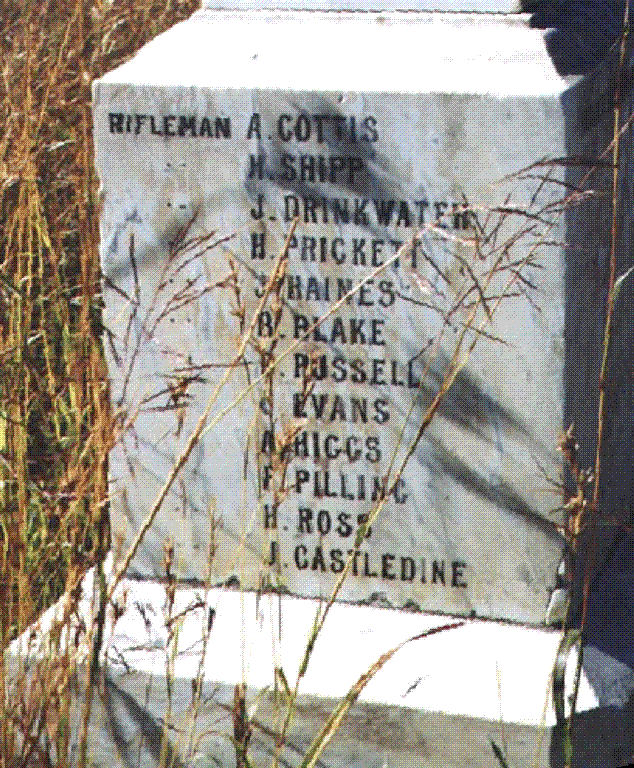 RIFLEMAN A. COTTIS
" H. SHIPP
" J. DRINKWATER
H. PRICKETT
J. HAINES
B. BLAKE
RUSSELL
EVANS
A. HIGGS
F. PILLING
H. ROSS
J. CASTLEDINE